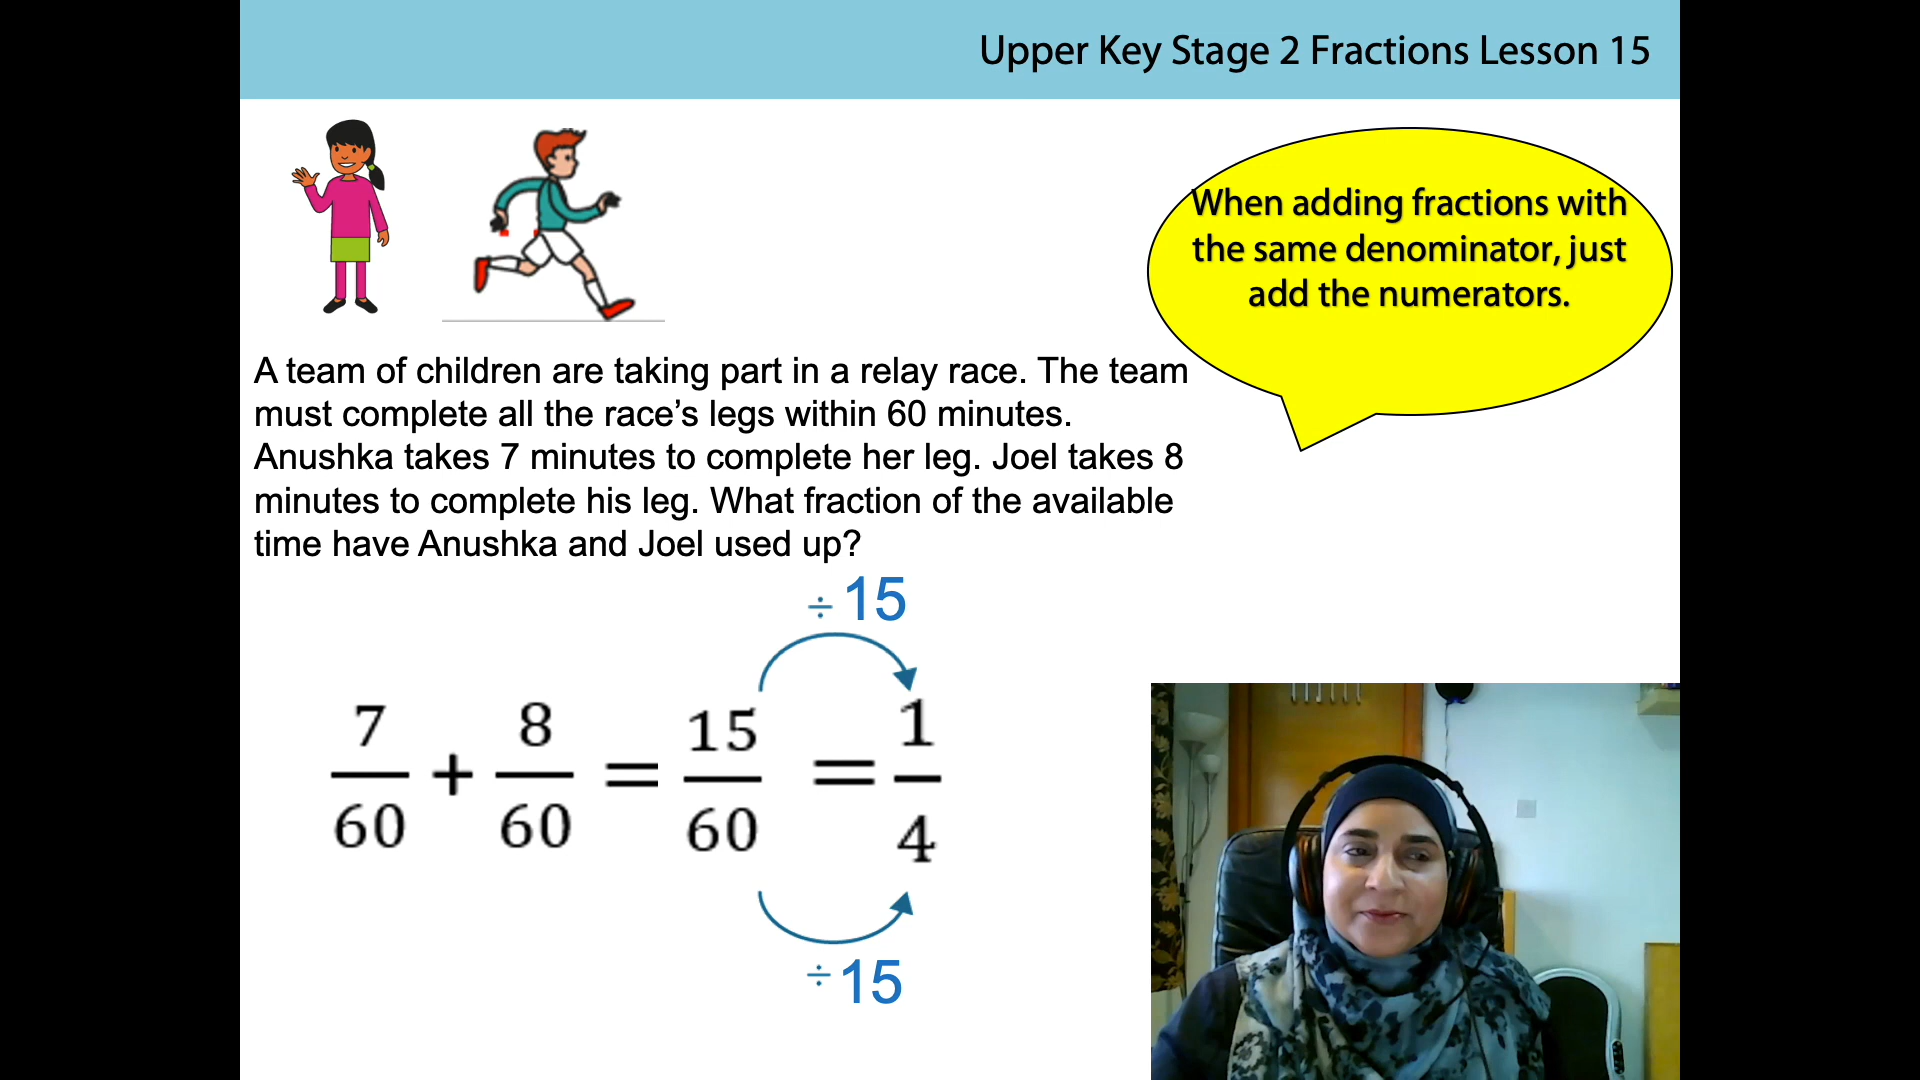 Upper Key Stage 2 Fractions Lesson 15
When adding fractions with
the same denominator, just
add the numerators.
A team of children are taking part in a relay race. The team
must complete all the race’s legs within 60 minutes.
Anushka takes 7 minutes to complete her leg. Joel takes 8
minutes to complete his leg. What fraction of the available
time have Anushka and Joel used up?
÷ 15
7/60 + 8/60 = 15/60 = 1/4
÷ 15